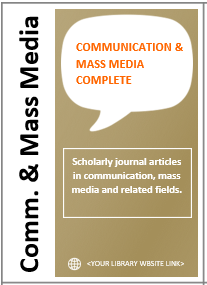 Comm. & Mass Media
COMMUNICATION &
MASS MEDIA
COMPLETE
Scholarly journal articles
in communication, mass
media and related fields.
<YOUR LIBRARY WBSITE LINK>